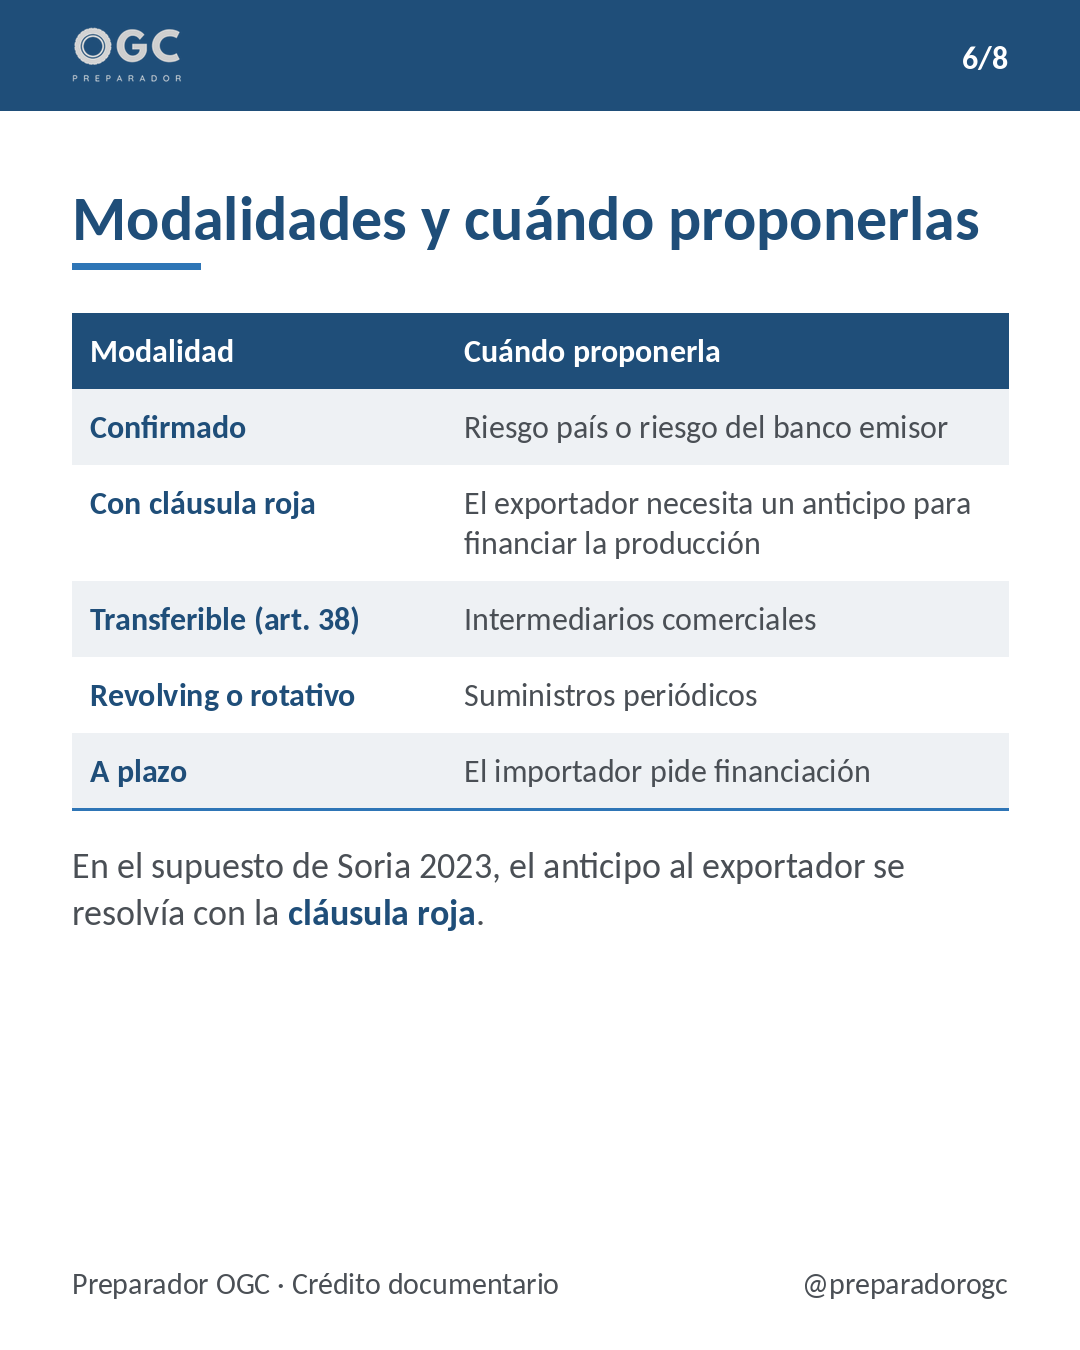 OGC
PREPARADOR
6/8
Modalidades y cuándo proponerlas
Modalidad Cuándo proponerla
Confirmado Riesgo país o riesgo del banco emisor
Con cláusula roja El exportador necesita un anticipo para
financiar la producción
Transferible (art. 38) Intermediarios comerciales
Revolving o rotativo Suministros periódicos
A plazo El importador pide financiación
En el supuesto de Soria 2023, el anticipo al exportador se
resolvía con la cláusula roja.
Preparador OGC · Crédito documentario @preparadorogc